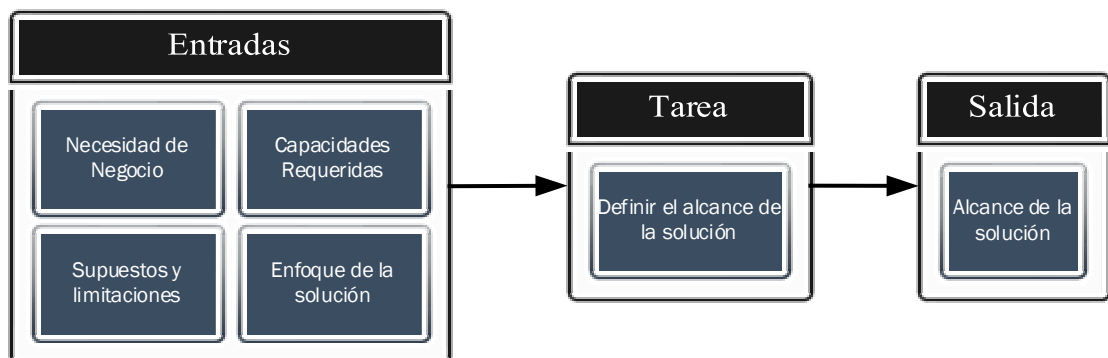 Entradas
Necesidad de
Negocio
Capacidades
Requeridas
Supuestos y
limitaciones
Enfoque de la
solución
Tarea
Definir el alcance de
la solución
Salida
Alcance de la
solución